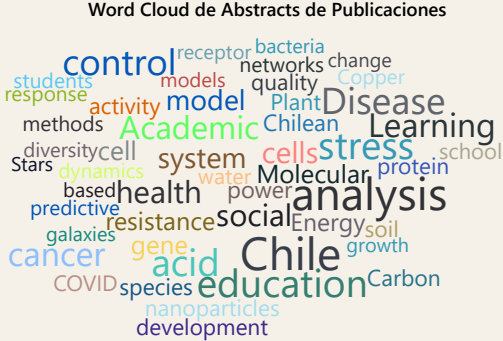 Word Cloud de Abstracts de Publicaciones
control receptor bacteria
networks change
students models quality Copper
response activity model Plant Disease
methods Academic Chilean Learning
diversity cell system cells stress protein school
Stars dynamics water Molecular
based health power analysis
predictive resistance social Energy soil
galaxies gene growth
cancer acid Chile
COVID species education Carbon
nanoparticles
development